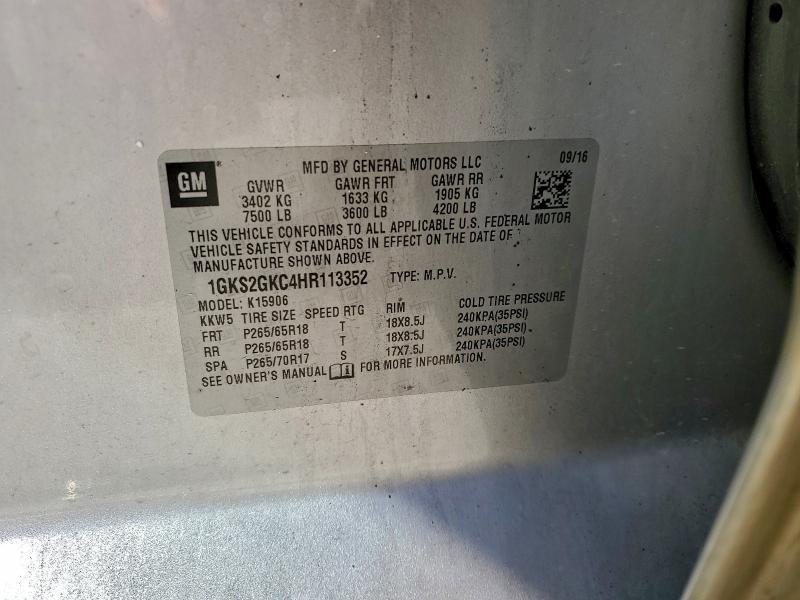 GM ®
MFD BY GENERAL MOTORS LLC 09/16
GVWR GAWR FRT GAWR RR
3402 KG 1633 KG 1905 KG
7500 LB 3600 LB 4200 LB
THIS VEHICLE CONFORMS TO ALL APPLICABLE U.S. FEDERAL MOTOR
VEHICLE SAFETY STANDARDS IN EFFECT ON THE DATE OF
MANUFACTURE SHOWN ABOVE.
1GKS2GKC4HR113352 TYPE: M.P.V.
MODEL: K15906
KKW5 TIRE SIZE SPEED RTG RIM COLD TIRE PRESSURE
FRT P265/65R18 T 18X8.5J 240KPA(35PSI)
RR P265/65R18 T 18X8.5J 240KPA(35PSI)
SPA P265/70R17 S 17X7.5J 240KPA(35PSI)
SEE OWNER'S MANUAL FOR MORE INFORMATION.